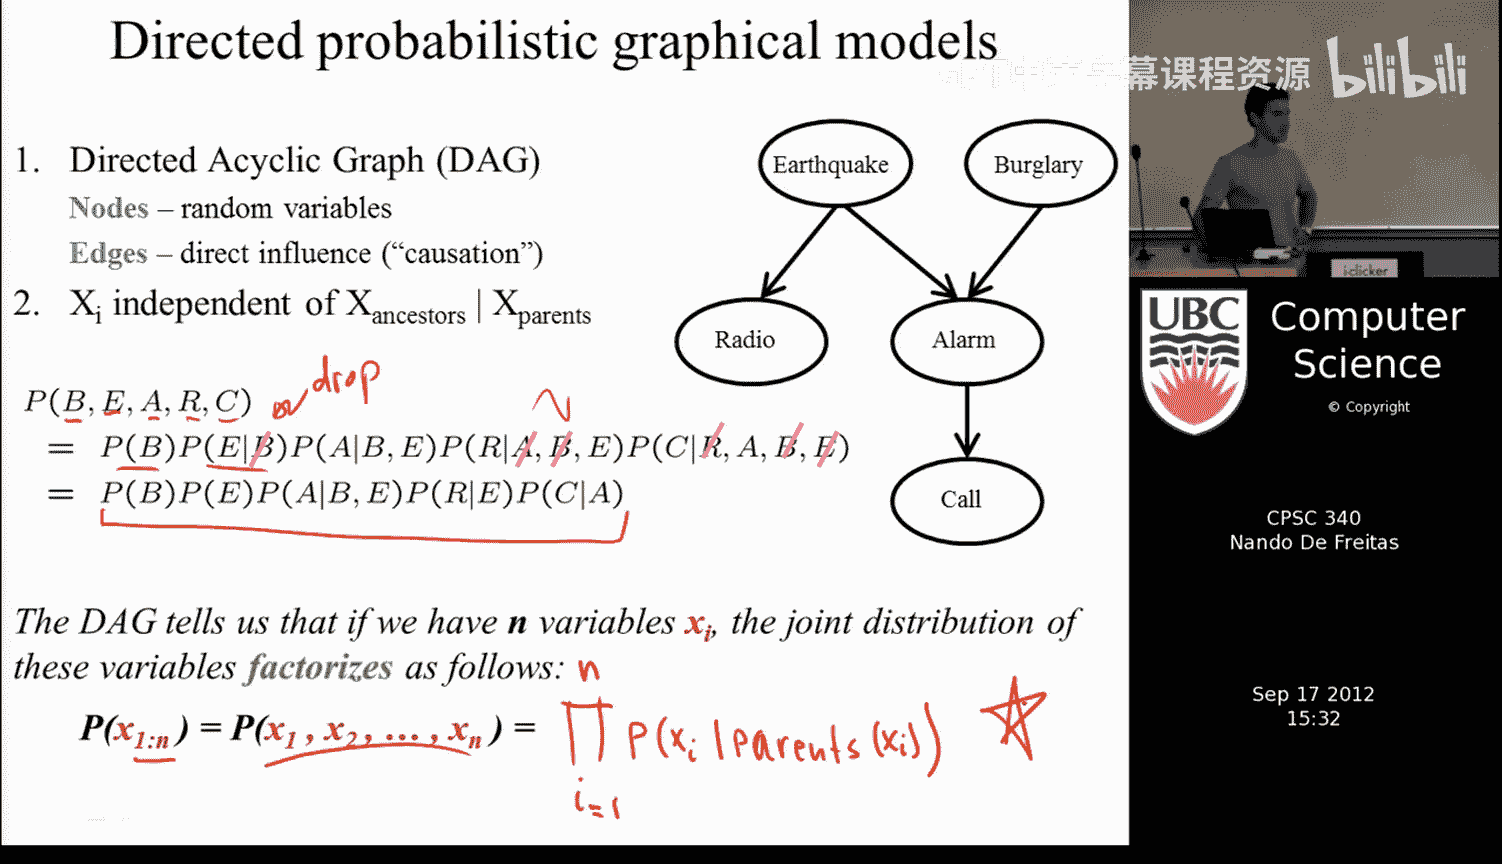 Directed probabilistic graphical models
幕课程资源 bilibili
1. Directed Acyclic Graph (DAG)
Nodes – random variables
Edges – direct influence (“causation”)
2. Xi independent of Xancestors | Xparents
Earthquake
Burglary
Radio
Alarm
Call
drop
P(B, E, A, R, C)
= P(B)P(E|B)P(A|B, E)P(R|A, B, E)P(C|R, A, B, E)
= P(B)P(E)P(A|B, E)P(R|E)P(C|A)
The DAG tells us that if we have n variables xi, the joint distribution of
these variables factorizes as follows:
P(x1:n) = P(x1, x2, ..., xn) = ∏ n i=1 P(xi | parents(xi))
i-clicker
UBC
Computer
Science
© Copyright
CPSC 340
Nando De Freitas
Sep 17 2012
15:32